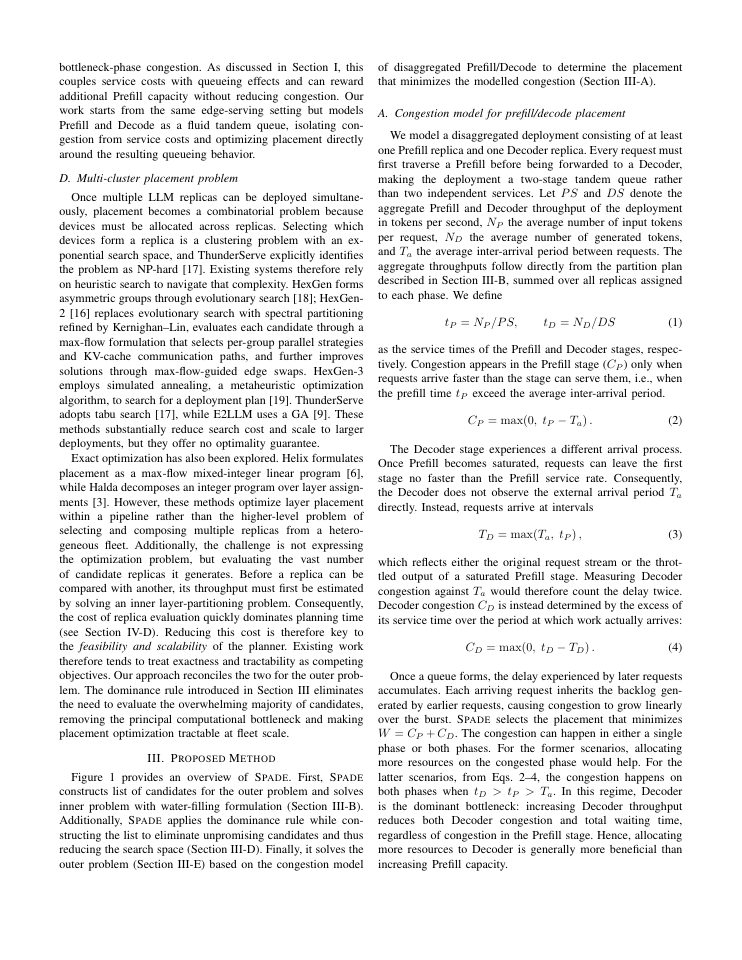 bottleneck-phase congestion. As discussed in Section I, this
couples service costs with queueing effects and can reward
additional Prefill capacity without reducing congestion. Our
work starts from the same edge-serving setting but models
Prefill and Decode as a fluid tandem queue, isolating con-
gestion from service costs and optimizing placement directly
around the resulting queueing behavior.
D. Multi-cluster placement problem
Once multiple LLM replicas can be deployed simultane-
ously, placement becomes a combinatorial problem because
devices must be allocated across replicas. Selecting which
devices form a replica is a clustering problem with an ex-
ponential search space, and ThunderServe explicitly identifies
the problem as NP-hard [17]. Existing systems therefore rely
on heuristic search to navigate that complexity. HexGen forms
asymmetric groups through evolutionary search [18]; HexGen-
2 [16] replaces evolutionary search with spectral partitioning
refined by Kernighan–Lin, evaluates each candidate through a
max-flow formulation that selects per-group parallel strategies
and KV-cache communication paths, and further improves
solutions through max-flow-guided edge swaps. HexGen-3
employs simulated annealing, a metaheuristic optimization
algorithm, to search for a deployment plan [19]. ThunderServe
adopts tabu search [17], while E2LLM uses a GA [9]. These
methods substantially reduce search cost and scale to larger
deployments, but they offer no optimality guarantee.
Exact optimization has also been explored. Helix formulates
placement as a max-flow mixed-integer linear program [6],
while Halda decomposes an integer program over layer assign-
ments [3]. However, these methods optimize layer placement
within a pipeline rather than the higher-level problem of
selecting and composing multiple replicas from a hetero-
geneous fleet. Additionally, the challenge is not expressing
the optimization problem, but evaluating the vast number
of candidate replicas it generates. Before a replica can be
compared with another, its throughput must first be estimated
by solving an inner layer-partitioning problem. Consequently,
the cost of replica evaluation quickly dominates planning time
(see Section IV-D). Reducing this cost is therefore key to
the feasibility and scalability of the planner. Existing work
therefore tends to treat exactness and tractability as competing
objectives. Our approach reconciles the two for the outer prob-
lem. The dominance rule introduced in Section III eliminates
the need to evaluate the overwhelming majority of candidates,
removing the principal computational bottleneck and making
placement optimization tractable at fleet scale.
III. PROPOSED METHOD
Figure 1 provides an overview of SPADE. First, SPADE
constructs list of candidates for the outer problem and solves
inner problem with water-filling formulation (Section III-B).
Additionally, SPADE applies the dominance rule while con-
structing the list to eliminate unpromising candidates and thus
reducing the search space (Section III-D). Finally, it solves the
outer problem (Section III-E) based on the congestion model
of disaggregated Prefill/Decode to determine the placement
that minimizes the modelled congestion (Section III-A).
A. Congestion model for prefill/decode placement
We model a disaggregated deployment consisting of at least
one Prefill replica and one Decoder replica. Every request must
first traverse a Prefill before being forwarded to a Decoder,
making the deployment a two-stage tandem queue rather
than two independent services. Let PS and DS denote the
aggregate Prefill and Decoder throughput of the deployment
in tokens per second, N_P the average number of input tokens
per request, N_D the average number of generated tokens,
and T_a the average inter-arrival period between requests. The
aggregate throughputs follow directly from the partition plan
described in Section III-B, summed over all replicas assigned
to each phase. We define
t_P = N_P/PS, t_D = N_D/DS (1)
as the service times of the Prefill and Decoder stages, respec-
tively. Congestion appears in the Prefill stage (C_P) only when
requests arrive faster than the stage can serve them, i.e., when
the prefill time t_P exceed the average inter-arrival period.
C_P = max(0, t_P − T_a) . (2)
The Decoder stage experiences a different arrival process.
Once Prefill becomes saturated, requests can leave the first
stage no faster than the Prefill service rate. Consequently,
the Decoder does not observe the external arrival period T_a
directly. Instead, requests arrive at intervals
T_D = max(T_a, t_P) , (3)
which reflects either the original request stream or the throt-
tled output of a saturated Prefill stage. Measuring Decoder
congestion against T_a would therefore count the delay twice.
Decoder congestion C_D is instead determined by the excess of
its service time over the period at which work actually arrives:
C_D = max(0, t_D − T_D) . (4)
Once a queue forms, the delay experienced by later requests
accumulates. Each arriving request inherits the backlog gen-
erated by earlier requests, causing congestion to grow linearly
over the burst. SPADE selects the placement that minimizes
W = C_P + C_D. The congestion can happen in either a single
phase or both phases. For the former scenarios, allocating
more resources on the congested phase would help. For the
latter scenarios, from Eqs. 2–4, the congestion happens on
both phases when t_D > t_P > T_a. In this regime, Decoder
is the dominant bottleneck: increasing Decoder throughput
reduces both Decoder congestion and total waiting time,
regardless of congestion in the Prefill stage. Hence, allocating
more resources to Decoder is generally more beneficial than
increasing Prefill capacity.